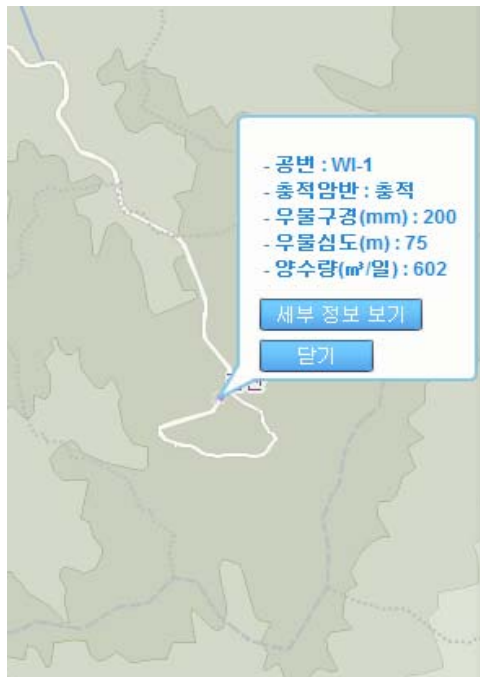 - 공번 : WI-1
- 충적암반 : 충적
- 우물구경(mm) : 200
- 우물심도(m) : 75
- 양수량(㎥/일) : 602
세부 정보 보기
닫기